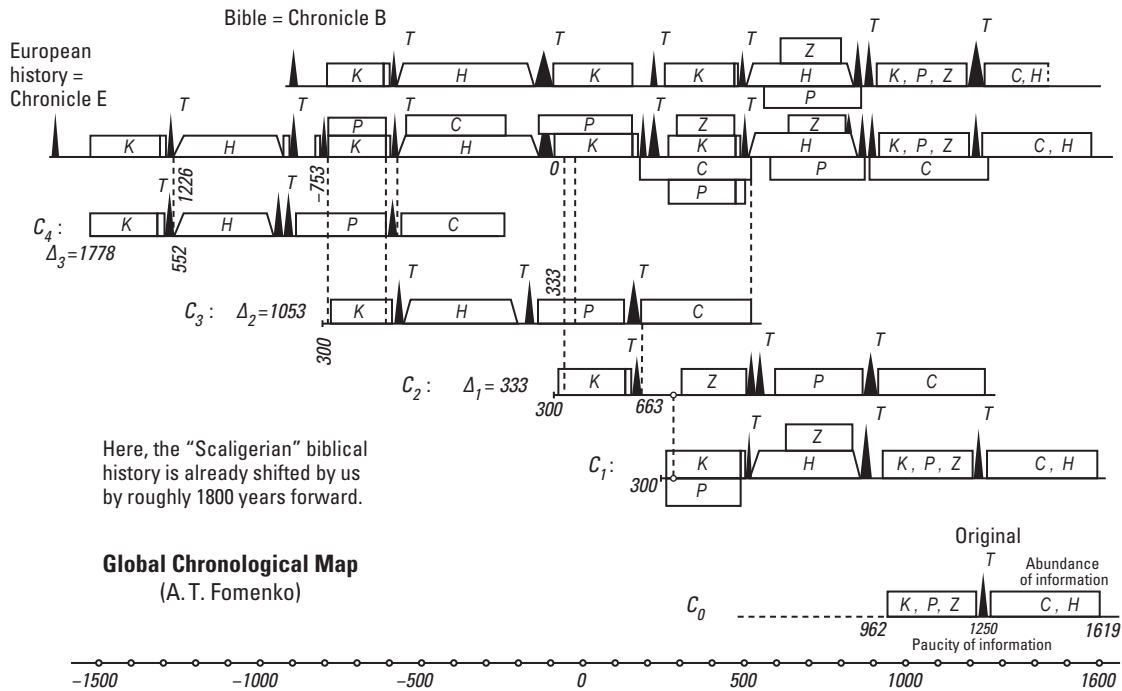 Bible = Chronicle B
European
history =
Chronicle E
T T T T T T T
K H K K Z H P K, P, Z C, H
T T T T T T T T
K H P K C H P K Z K C P Z H P K, P, Z C C, H
1226 –753 0
C4 : Δ3=1778
T T T
K H P C
552
C3 : Δ2=1053
T T T
K H P C
300 333
C2 : Δ1= 333
T T T
K Z P C
300 663
C1:
T T T
K P Z H K, P, Z C, H
300
Here, the “Scaligerian” biblical
history is already shifted by us
by roughly 1800 years forward.
Global Chronological Map
(A. T. Fomenko)
Original
T
Abundance
of information
C0
K, P, Z C, H
962 1250 1619
Paucity of information
–1500 –1000 –500 0 500 1000 1600